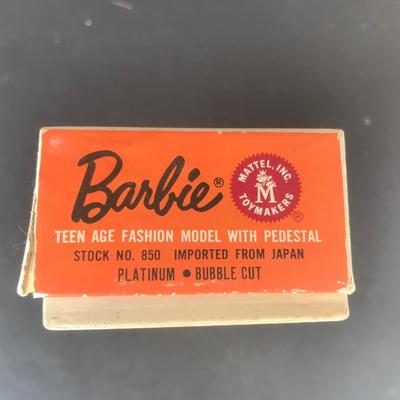 Barbie®
MATTEL, INC.
M
TOYMAKERS ®
TEEN AGE FASHION MODEL WITH PEDESTAL
STOCK NO. 850 IMPORTED FROM JAPAN
PLATINUM • BUBBLE CUT